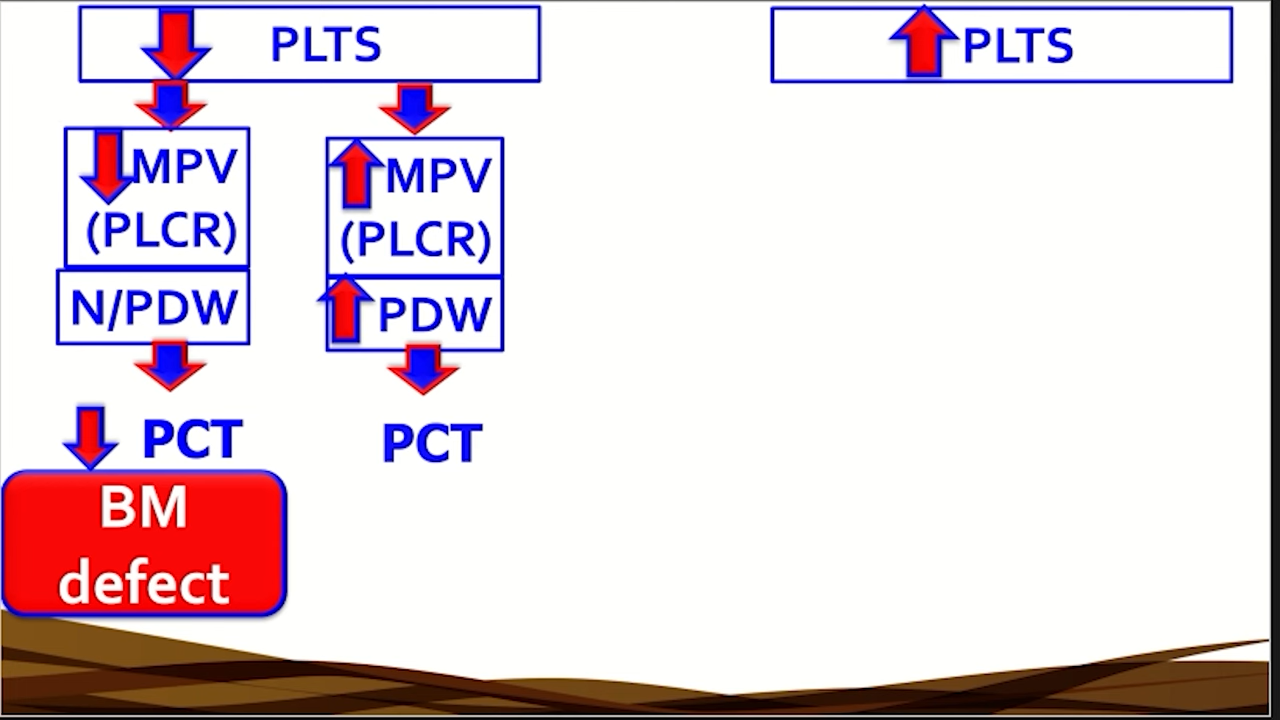 PLTS
PLTS
MPV
(PLCR)
N/PDW
PCT
BM
defect
MPV
(PLCR)
PDW
PCT